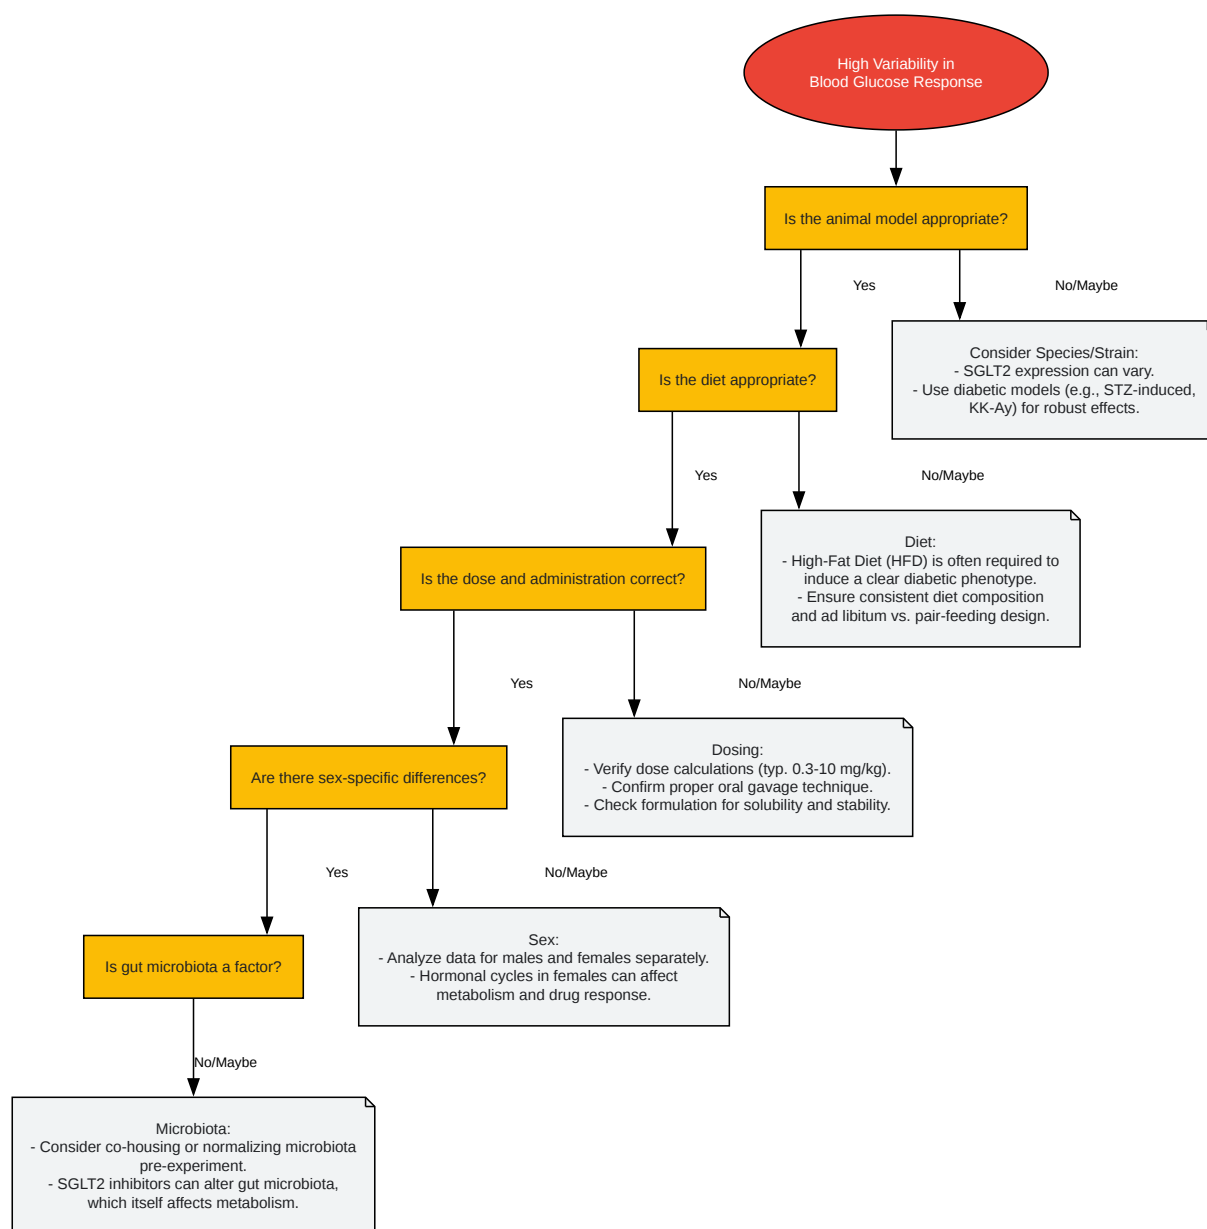 High Variability in
Blood Glucose Response
Is the animal model appropriate?
Yes
No/Maybe
Consider Species/Strain:
- SGLT2 expression can vary.
- Use diabetic models (e.g., STZ-induced,
KK-Ay) for robust effects.
Is the diet appropriate?
Yes
No/Maybe
Diet:
- High-Fat Diet (HFD) is often required to
induce a clear diabetic phenotype.
- Ensure consistent diet composition
and ad libitum vs. pair-feeding design.
Is the dose and administration correct?
Yes
No/Maybe
Dosing:
- Verify dose calculations (typ. 0.3-10 mg/kg).
- Confirm proper oral gavage technique.
- Check formulation for solubility and stability.
Are there sex-specific differences?
Yes
No/Maybe
Sex:
- Analyze data for males and females separately.
- Hormonal cycles in females can affect
metabolism and drug response.
Is gut microbiota a factor?
No/Maybe
Microbiota:
- Consider co-housing or normalizing microbiota
pre-experiment.
- SGLT2 inhibitors can alter gut microbiota,
which itself affects metabolism.